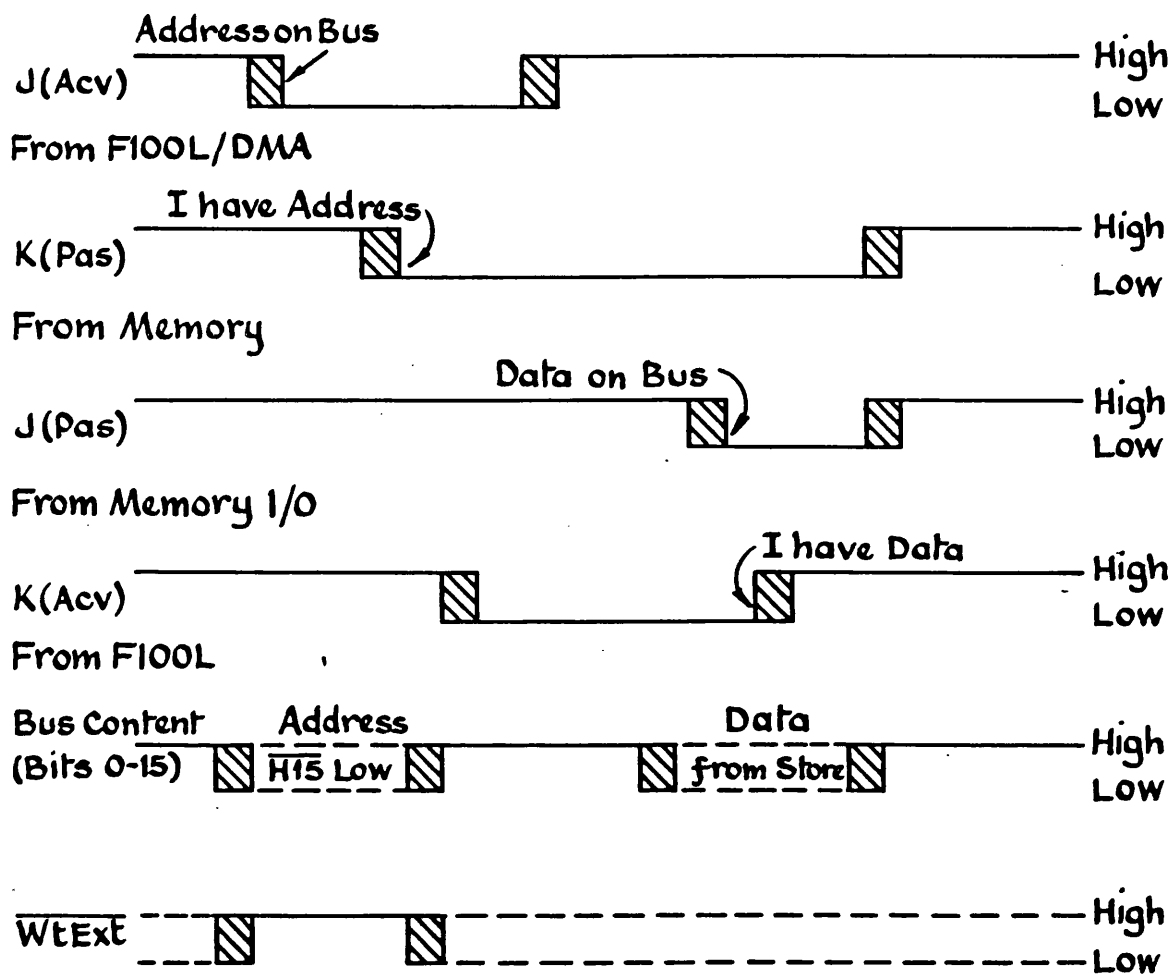 Address on Bus
J(Acv)
High
Low
From F100L/DMA
I have Address
K(Pas)
High
Low
From Memory
Data on Bus
J(Pas)
High
Low
From Memory I/O
I have Data
K(Acv)
High
Low
From F100L
Bus Content
(Bits 0-15)
Address
H15 Low
Data
from Store
High
Low
WtExt
High
Low